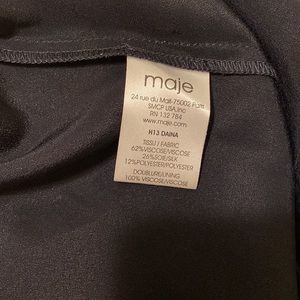 maje
24 rue du Mail-75002 Paris
SMCP USA.Inc
RN 132 784
www.maje.com
H13 DAINA
TISSU / FABRIC
62%VISCOSE/VISCOSE
26%SOIE/SILK
12%POLYESTER/POLYESTER
DOUBLURE/LINING
100% VISCOSE/VISCOSE